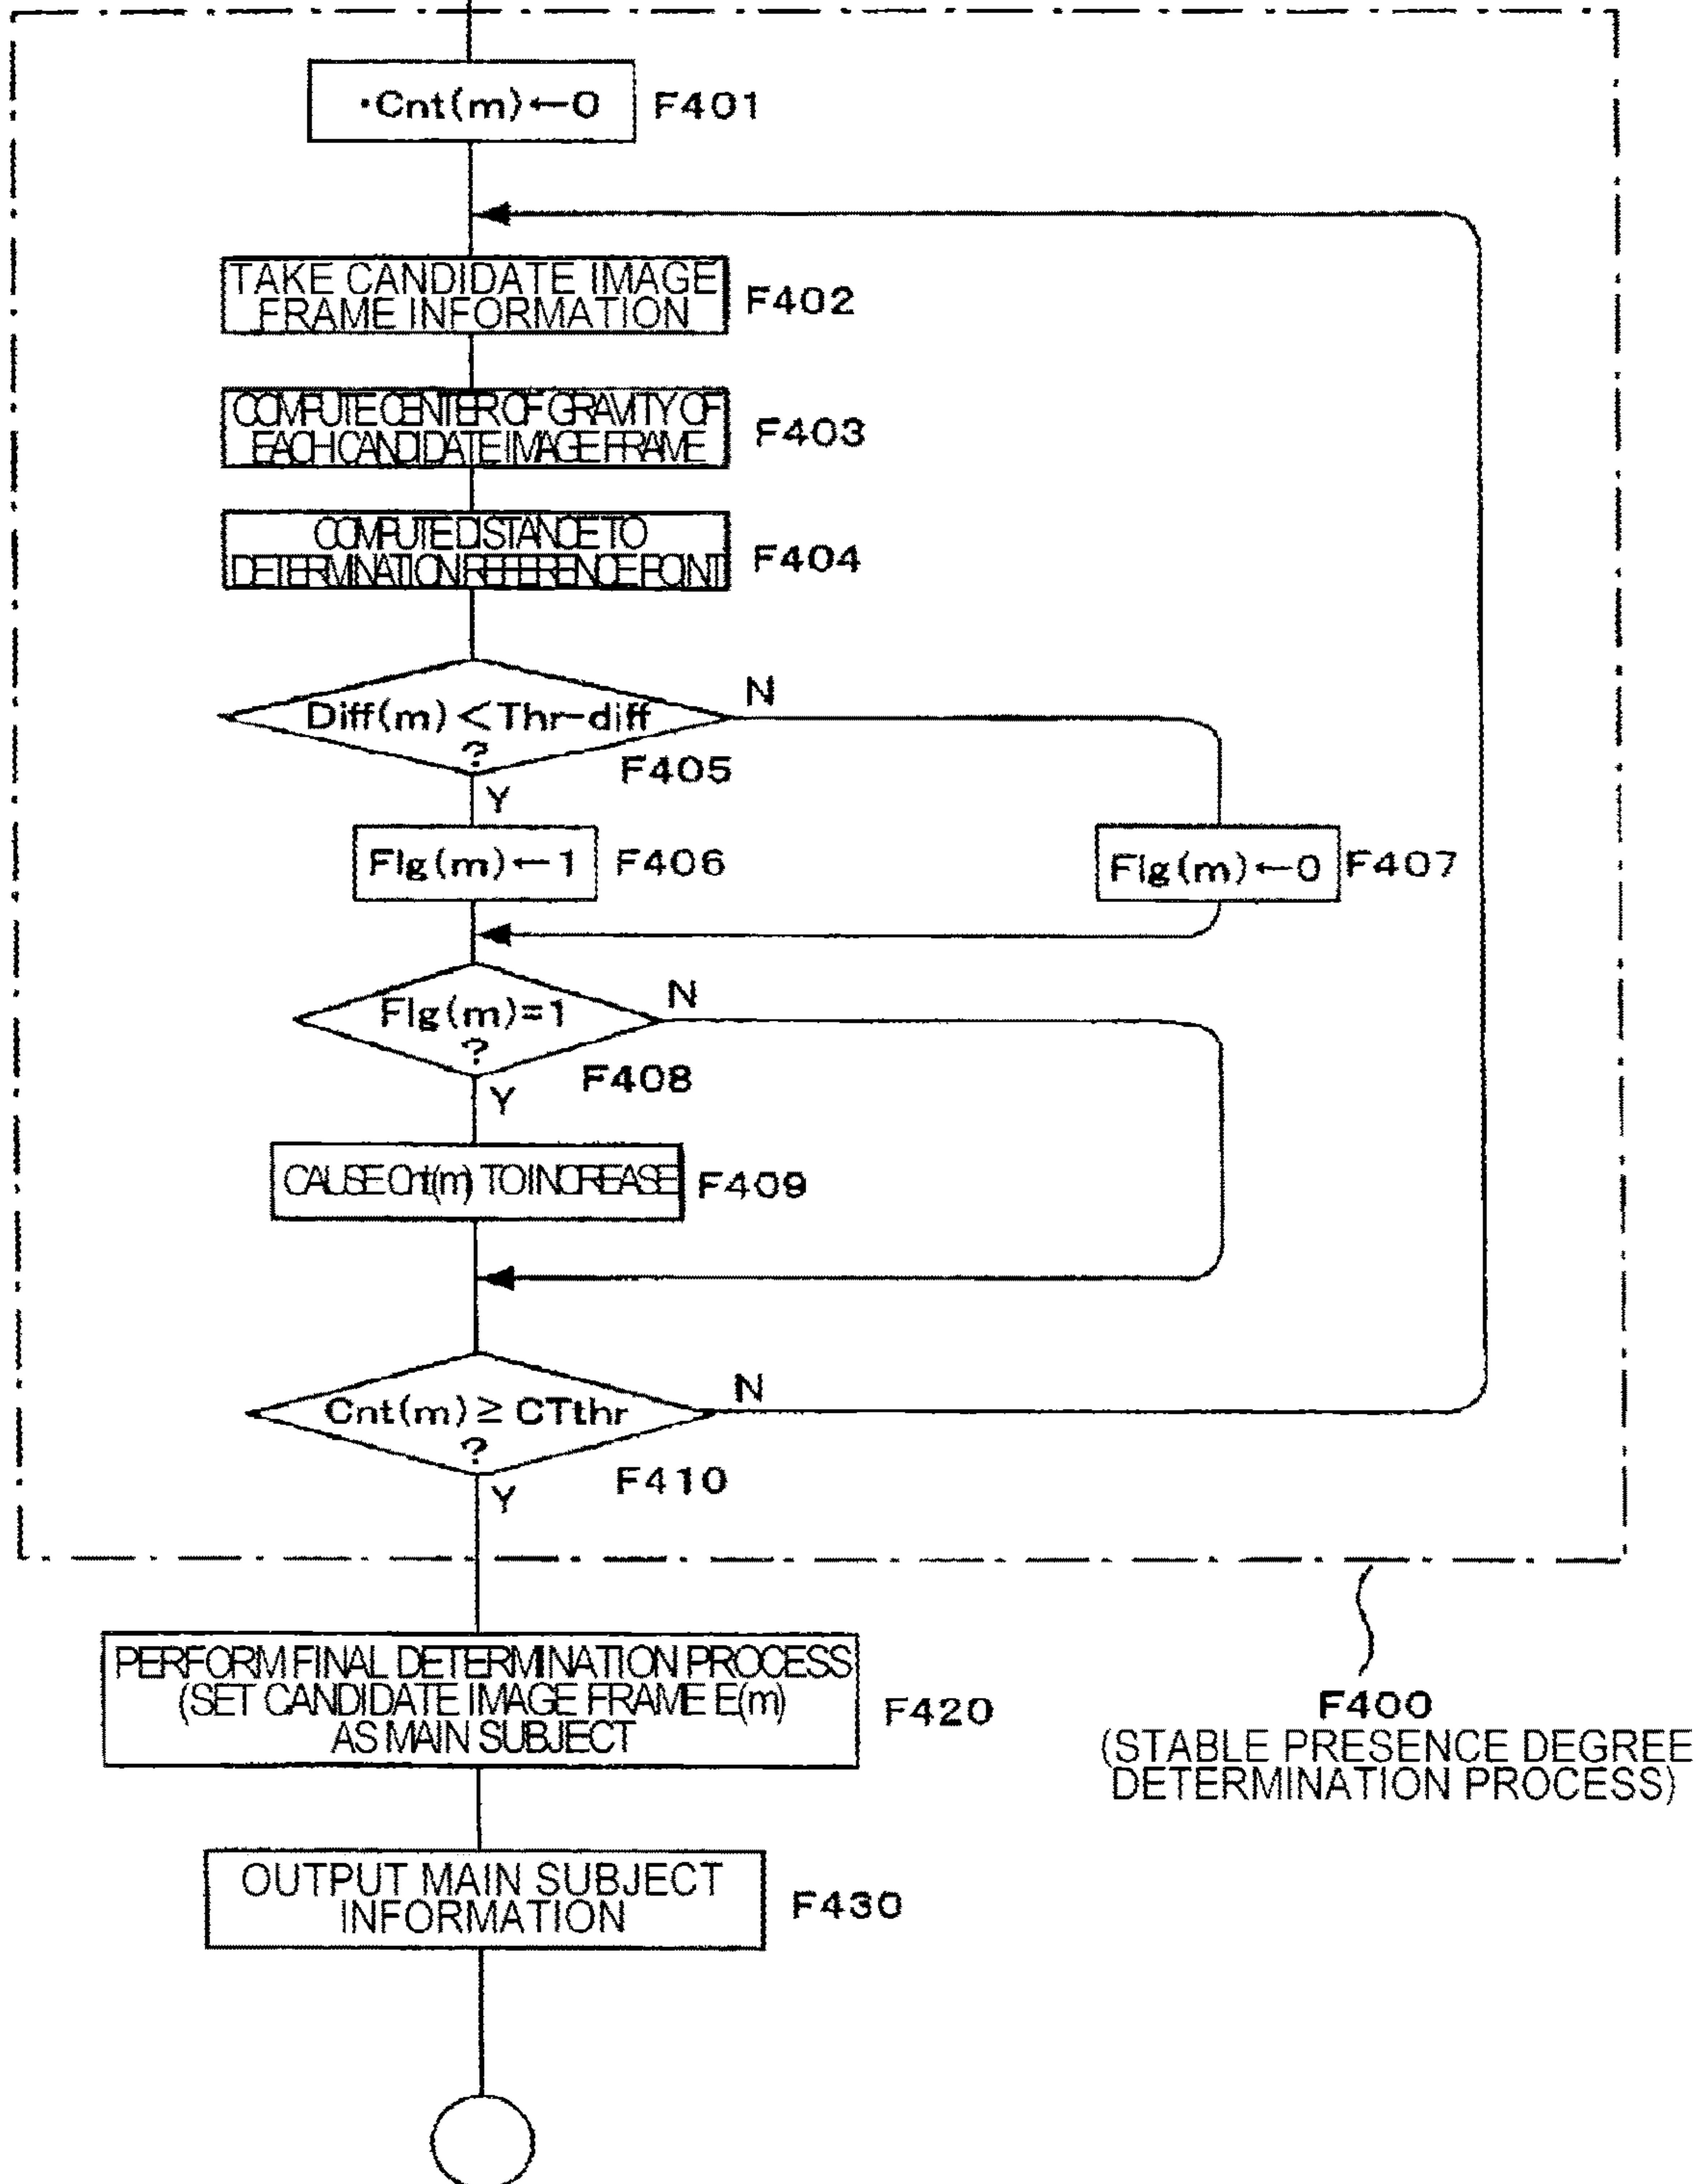 ·Cnt(m)←0 F401
TAKE CANDIDATE IMAGE
FRAME INFORMATION
F402
COMPUTE CENTER OF GRAVITY OF
EACH CANDIDATE IMAGE FRAME
F403
COMPUTE DISTANCE TO
DETERMINATION REFERENCE POINT
F404
N
Diff(m) <Thr-diff
?
F405
Y
Flg(m)←1 F406
Flg(m)←0 F407
N
Flg(m)=1
?
F408
Y
CAUSE Cnt(m) TO INCREASE F409
N
Cnt(m)≥ CTthr
?
F410
Y
PERFORM FINAL DETERMINATION PROCESS
(SET CANDIDATE IMAGE FRAME E(m)
AS MAIN SUBJECT
F420
F400
(STABLE PRESENCE DEGREE
DETERMINATION PROCESS)
OUTPUT MAIN SUBJECT
INFORMATION
F430